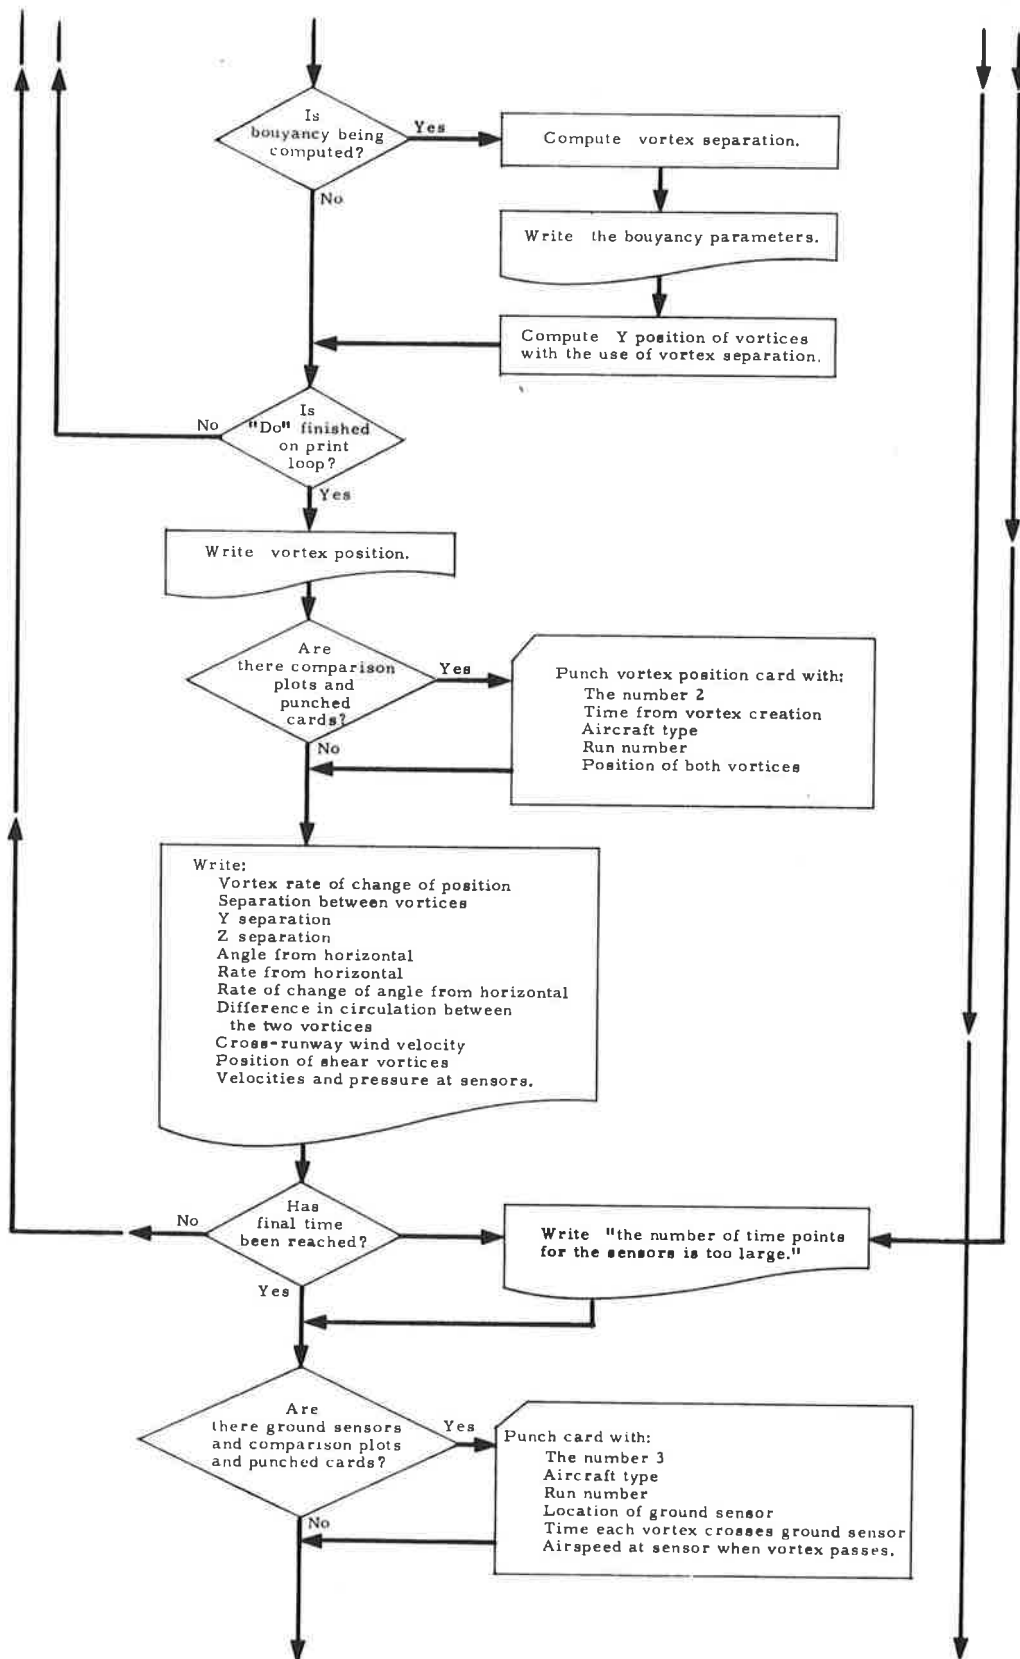 Is
bouyancy being
computed?
Yes
Compute vortex separation.
No
Write the bouyancy parameters.
Compute Y position of vortices
with the use of vortex separation.
Is
"Do" finished
on print
loop?
No
Yes
Write vortex position.
Are
there comparison
plots and
punched
cards?
Yes
Punch vortex position card with:
The number 2
Time from vortex creation
Aircraft type
Run number
Position of both vortices
No
Write:
Vortex rate of change of position
Separation between vortices
Y separation
Z separation
Angle from horizontal
Rate from horizontal
Rate of change of angle from horizontal
Difference in circulation between
the two vortices
Cross-runway wind velocity
Position of shear vortices
Velocities and pressure at sensors.
No
Has
final time
been reached?
Write "the number of time points
for the sensors is too large."
Yes
Are
there ground sensors
and comparison plots
and punched cards?
Yes
Punch card with:
The number 3
Aircraft type
Run number
Location of ground sensor
Time each vortex crosses ground sensor
Airspeed at sensor when vortex passes.
No